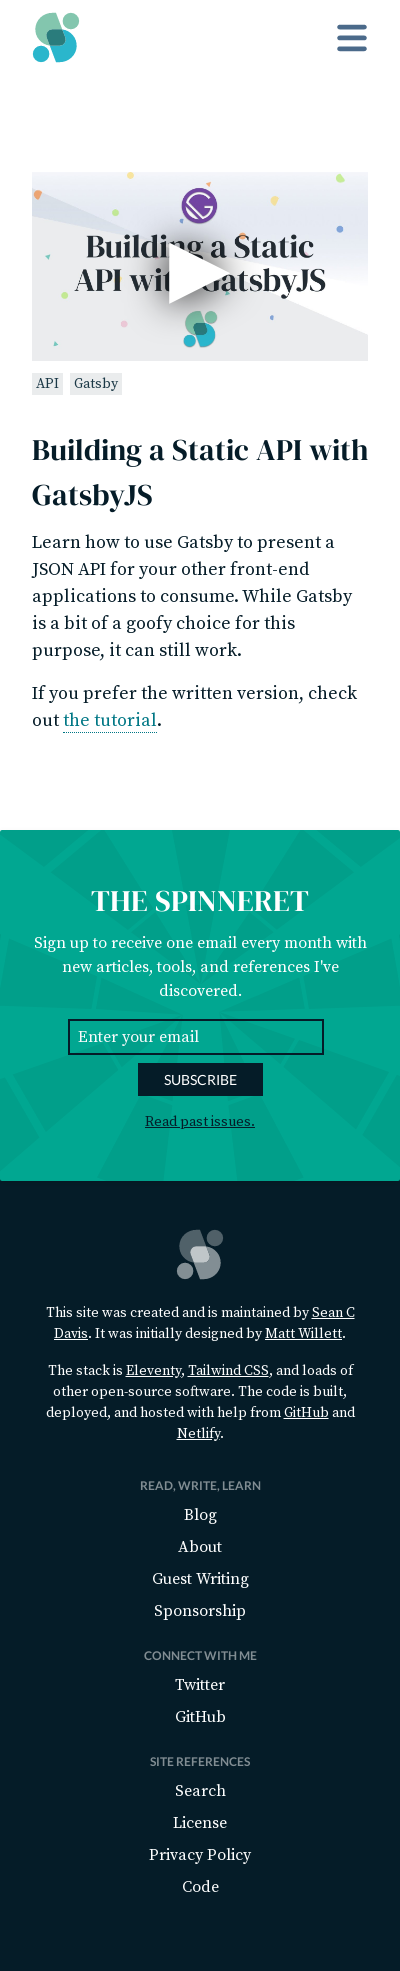 Building a Static
API with GatsbyJS
API Gatsby
Building a Static API with
GatsbyJS
Learn how to use Gatsby to present a
JSON API for your other front-end
applications to consume. While Gatsby
is a bit of a goofy choice for this
purpose, it can still work.
If you prefer the written version, check
out the tutorial.
THE SPINNERET
Sign up to receive one email every month with
new articles, tools, and references I've
discovered.
Enter your email
SUBSCRIBE
Read past issues.
This site was created and is maintained by Sean C
Davis. It was initially designed by Matt Willett.
The stack is Eleventy, Tailwind CSS, and loads of
other open-source software. The code is built,
deployed, and hosted with help from GitHub and
Netlify.
READ, WRITE, LEARN
Blog
About
Guest Writing
Sponsorship
CONNECT WITH ME
Twitter
GitHub
SITE REFERENCES
Search
License
Privacy Policy
Code